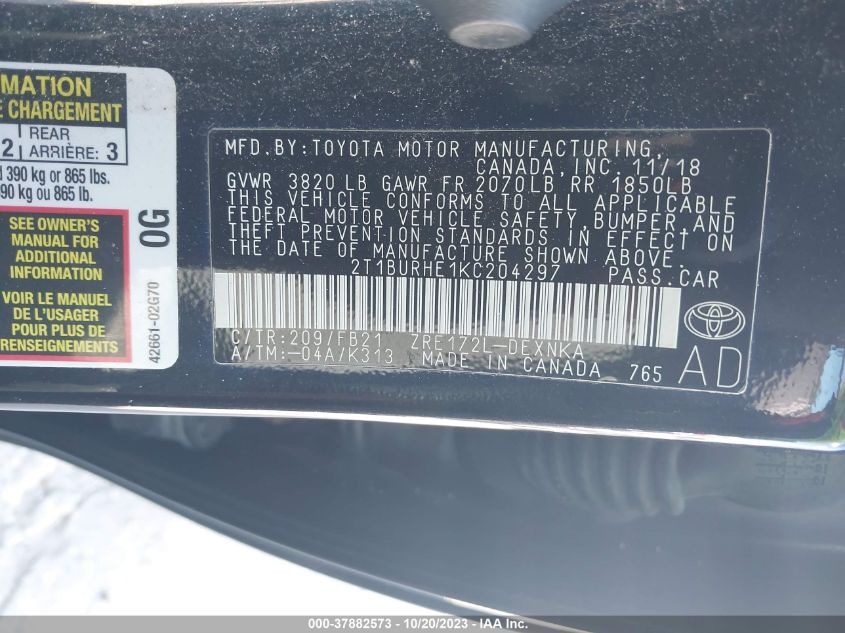 MATION
E CHARGEMENT
2 REAR
ARRIÈRE: 3
d 390 kg or 865 lbs.
90 kg ou 865 lb.
SEE OWNER'S
MANUAL FOR
ADDITIONAL
INFORMATION
VOIR LE MANUEL
DE L'USAGER
POUR PLUS DE
RENSEIGNEMENTS
0G
42661-02G70
MFD.BY:TOYOTA MOTOR MANUFACTURING,
CANADA,INC. 11/18
GVWR 3820 LB GAWR FR 2070LB RR 1850LB
THIS VEHICLE CONFORMS TO ALL APPLICABLE
FEDERAL MOTOR VEHICLE SAFETY,BUMPER,AND
THEFT PREVENTION STANDARDS IN EFFECT ON
THE DATE OF MANUFACTURE SHOWN ABOVE.
2T1BURHE1KC204297 PASS.CAR
C/TR:209/FB21 ZRE172L-DEXNKA
A/TM:-04A/K313 MADE IN CANADA 765
AD
000-37882573 - 10/20/2023 - IAA Inc.